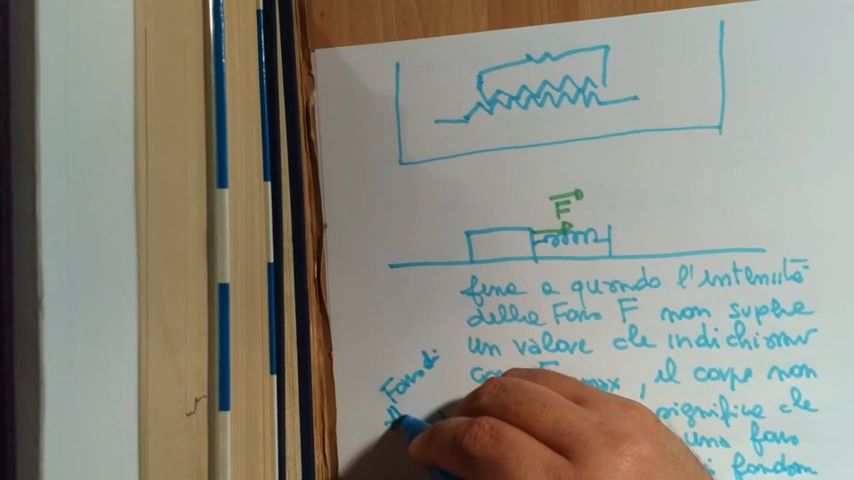 F
fino a quando l'intensità
della Forza F non supera
un valore che indichiamo
, il corpo non
significa che
una forza
Forza di